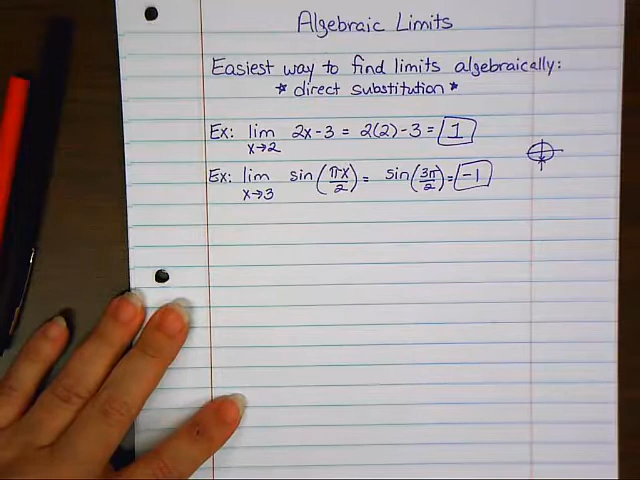 Algebraic Limits
Easiest way to find limits algebraically:
* direct substitution *
Ex: lim x→2 2x-3 = 2(2)-3 = 1
Ex: lim x→3 sin(πx/2) = sin(3π/2) = -1